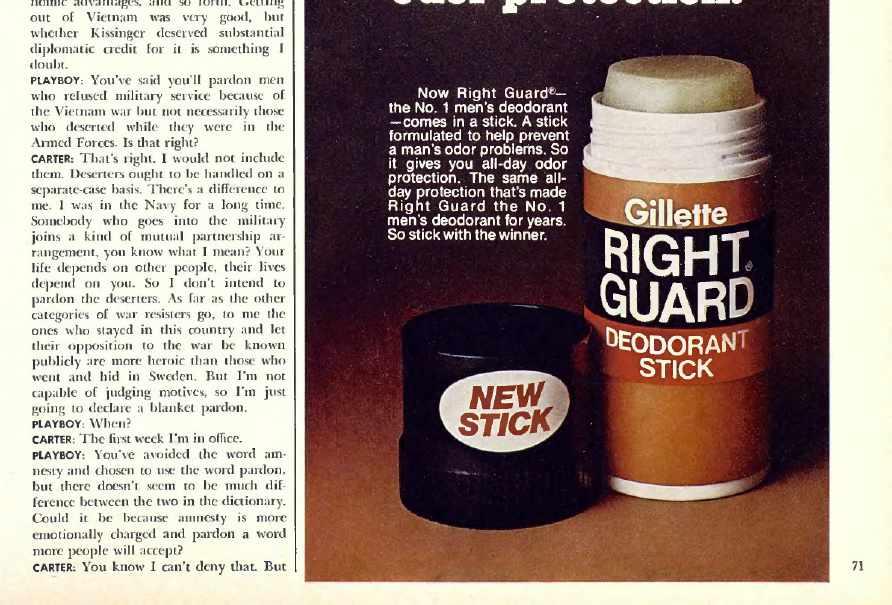 nomic advantages, and so forth. Getting
out of Vietnam was very good, but
whether Kissinger deserved substantial
diplomatic credit for it is something I
doubt.
PLAYBOY: You've said you'll pardon men
who refused military service because of
the Vietnam war but not necessarily those
who deserted while they were in the
Armed Forces. Is that right?
CARTER: That's right. I would not include
them. Deserters ought to be handled on a
separate-case basis. There's a difference to
me. I was in the Navy for a long time.
Somebody who goes into the military
joins a kind of mutual partnership ar-
rangement, you know what I mean? Your
life depends on other people, their lives
depend on you. So I don't intend to
pardon the deserters. As far as the other
categories of war resisters go, to me the
ones who stayed in this country and let
their opposition to the war be known
publicly are more heroic than those who
went and hid in Sweden. But I'm not
capable of judging motives, so I'm just
going to declare a blanket pardon.
PLAYBOY: When?
CARTER: The first week I'm in office.
PLAYBOY: You've avoided the word am-
nesty and chosen to use the word pardon,
but there doesn't seem to be much dif-
ference between the two in the dictionary.
Could it be because amnesty is more
emotionally charged and pardon a word
more people will accept?
CARTER: You know I can't deny that. But
odor protection.
Now Right Guard®—
the No. 1 men's deodorant
—comes in a stick. A stick
formulated to help prevent
a man's odor problems. So
it gives you all-day odor
protection. The same all-
day protection that's made
Right Guard the No. 1
men's deodorant for years.
So stick with the winner.
Gillette
RIGHT
GUARD
DEODORANT
STICK
NEW
STICK
71